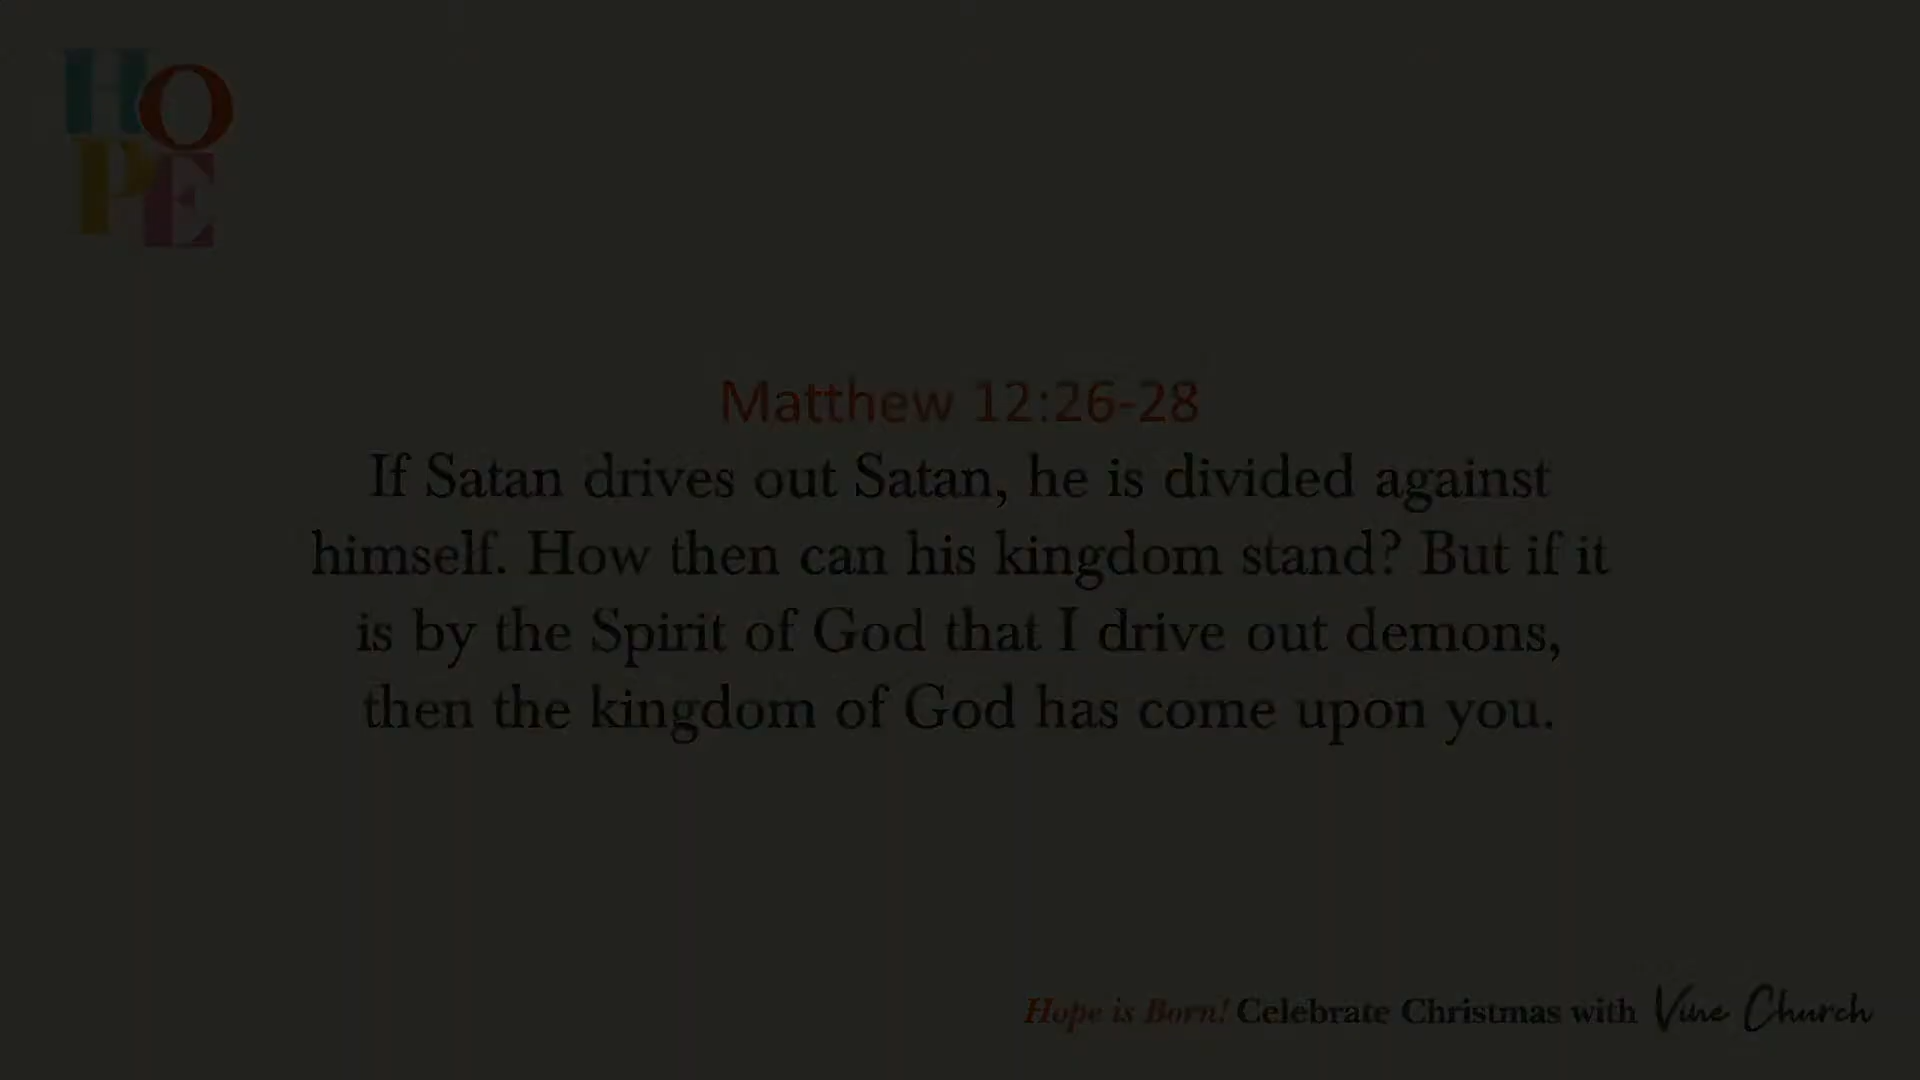 HO
PE
Matthew 12:26-28
If Satan drives out Satan, he is divided against
himself. How then can his kingdom stand? But if it
is by the Spirit of God that I drive out demons,
then the kingdom of God has come upon you.
Hope is Born! Celebrate Christmas with Vine Church